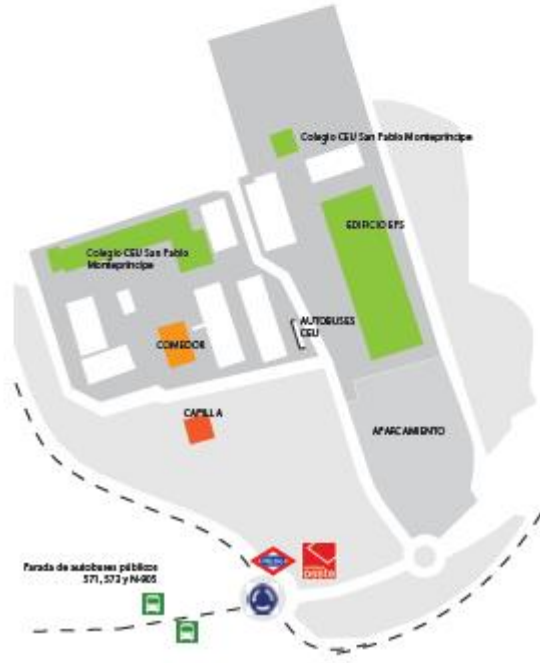 Colegio CEU San Pablo Montepríncipe
EDIFICIO EPS
Colegio CEU San Pablo
Montepríncipe
AUTOBUSES
CEU
COMEDOR
CAPILLA
APARCAMIENTO
Parada de autobuses públicos
571, 573 y N-905